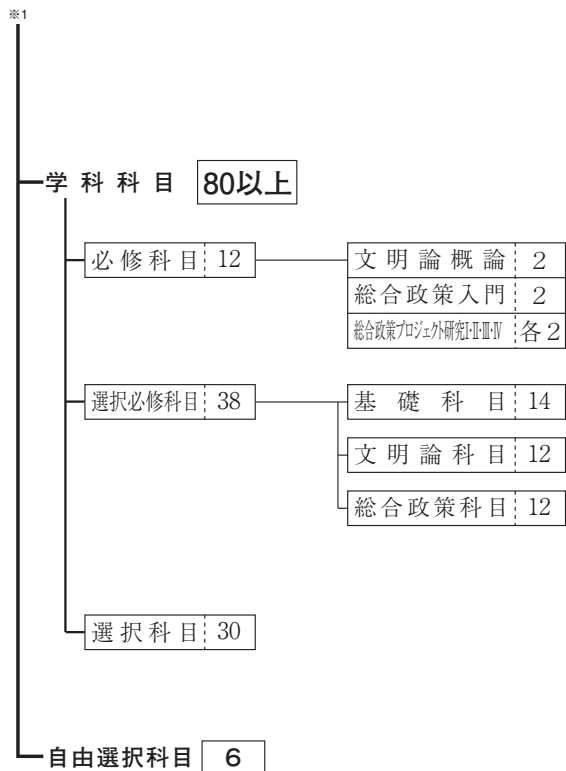 ※1
学科科目 80以上
必修科目 12
文明論概論 2
総合政策入門 2
総合政策プロジェクト研究Ⅰ・Ⅱ・Ⅲ・Ⅳ 各2
選択必修科目 38
基礎科目 14
文明論科目 12
総合政策科目 12
選択科目 30
自由選択科目 6